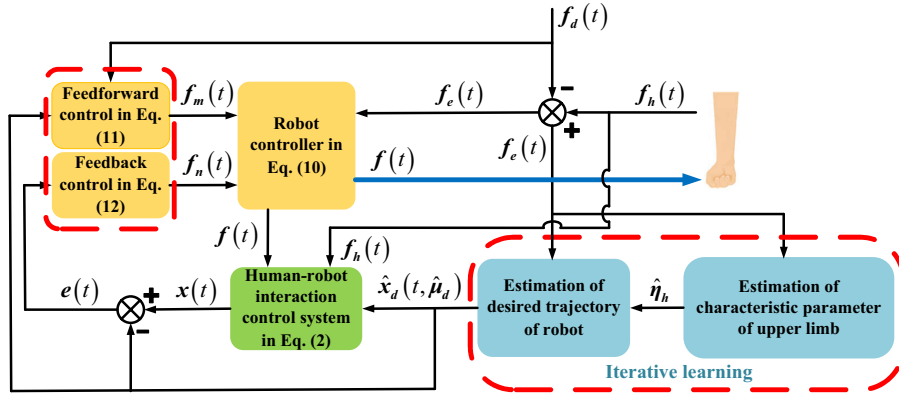 f_d(t)
Feedforward
control in Eq.
(11)
f_m(t)
f_e(t)
−
f_h(t)
+
Robot
controller in
Eq. (10)
f_e(t)
Feedback
control in Eq.
(12)
f_n(t)
f(t)
f(t)
f_h(t)
e(t)
+
−
x(t)
Human-robot
interaction
control system
in Eq. (2)
x̂_d(t, μ̂_d)
Estimation of
desired trajectory
of robot
η̂_h
Estimation of
characteristic parameter
of upper limb
Iterative learning